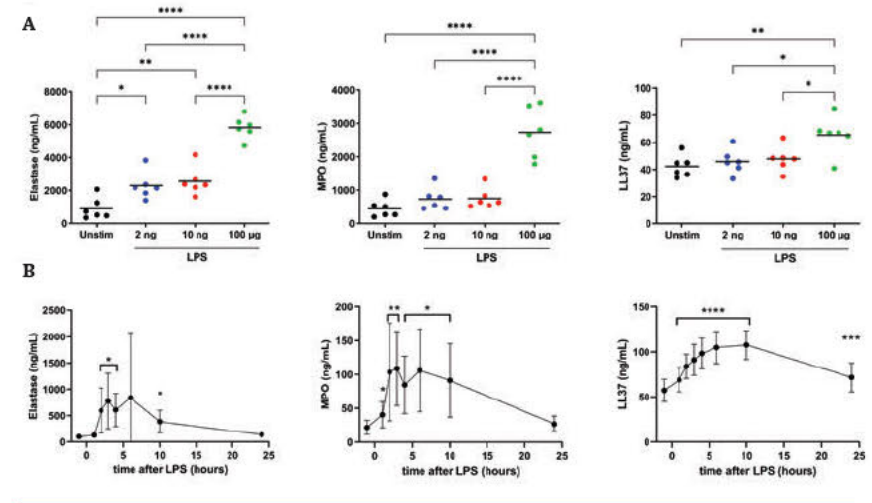 A
****
****
**
*
****
Elastase (ng/mL)
8000
6000
4000
2000
0
Unstim
2 ng
10 ng
100 µg
LPS
****
****
****
MPO (ng/mL)
4000
3000
2000
1000
0
Unstim
2 ng
10 ng
100 µg
LPS
**
*
*
LL37 (ng/mL)
100
80
60
40
20
0
Unstim
2 ng
10 ng
100 µg
LPS
B
Elastase (ng/mL)
2500
2000
1500
1000
500
0
*
*
0 5 10 15 20 25
time after LPS (hours)
MPO (ng/mL)
200
150
100
50
0
*
**
*
0 5 10 15 20 25
time after LPS (hours)
LL37 (ng/mL)
150
100
50
0
****
***
0 5 10 15 20 25
time after LPS (hours)